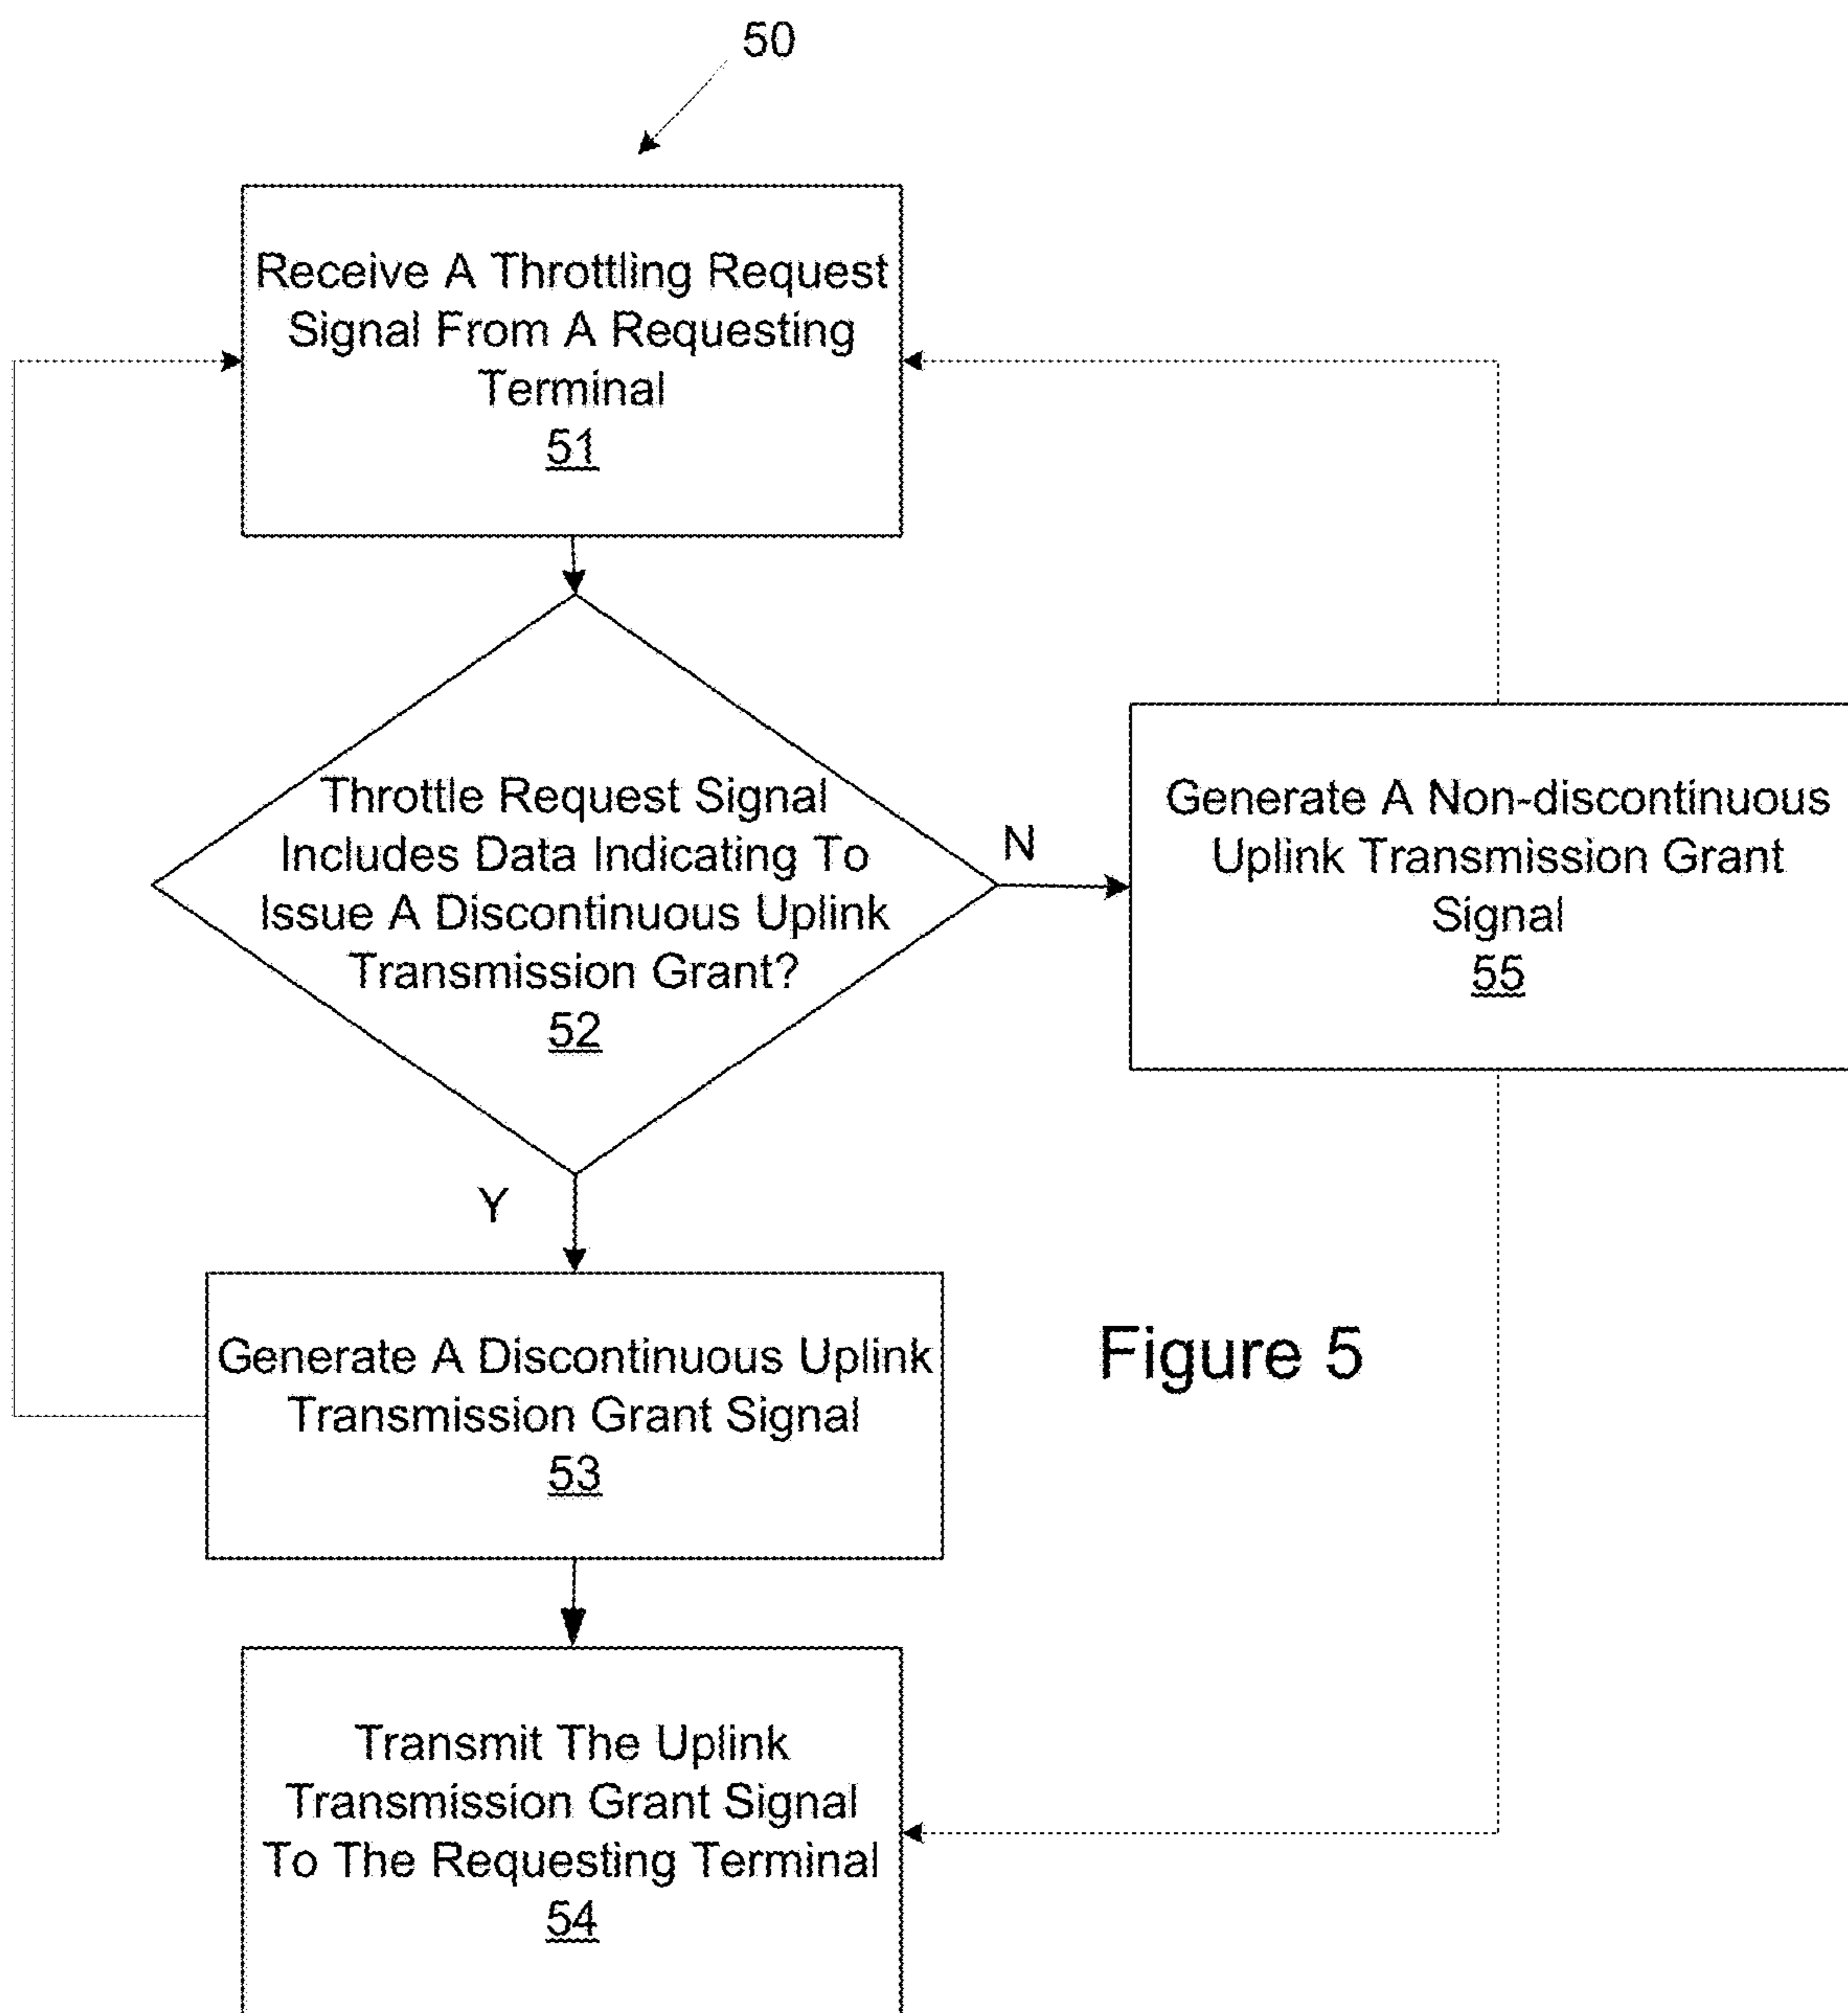 50
Receive A Throttling Request
Signal From A Requesting
Terminal
51
Throttle Request Signal
Includes Data Indicating To
Issue A Discontinuous Uplink
Transmission Grant?
52
N
Generate A Non-discontinuous
Uplink Transmission Grant
Signal
55
Y
Generate A Discontinuous Uplink
Transmission Grant Signal
53
Figure 5
Transmit The Uplink
Transmission Grant Signal
To The Requesting Terminal
54